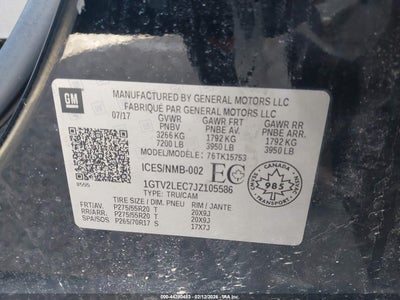 GM
MANUFACTURED BY GENERAL MOTORS LLC
FABRIQUE PAR GENERAL MOTORS LLC
07/17 GVWR GAWR FRT GAWR RR
PNBV PNBE AV. PNBE ARR.
3266 KG 1792 KG 1792 KG
7200 LB 3950 LB 3950 LB
MODEL/MODELE: 76TK15753
ICES/NMB-002 EC
1GTV2LEC7JZ105586
TYPE: TRU/CAM
TIRE SIZE / DIM. PNEU RIM / JANTE
FRT/AV. P275/55R20 T 20X9J
RR/ARR. P275/55R20 T 20X9J
SPA/SOS P265/70R17 S 17X7J
CANADA
985